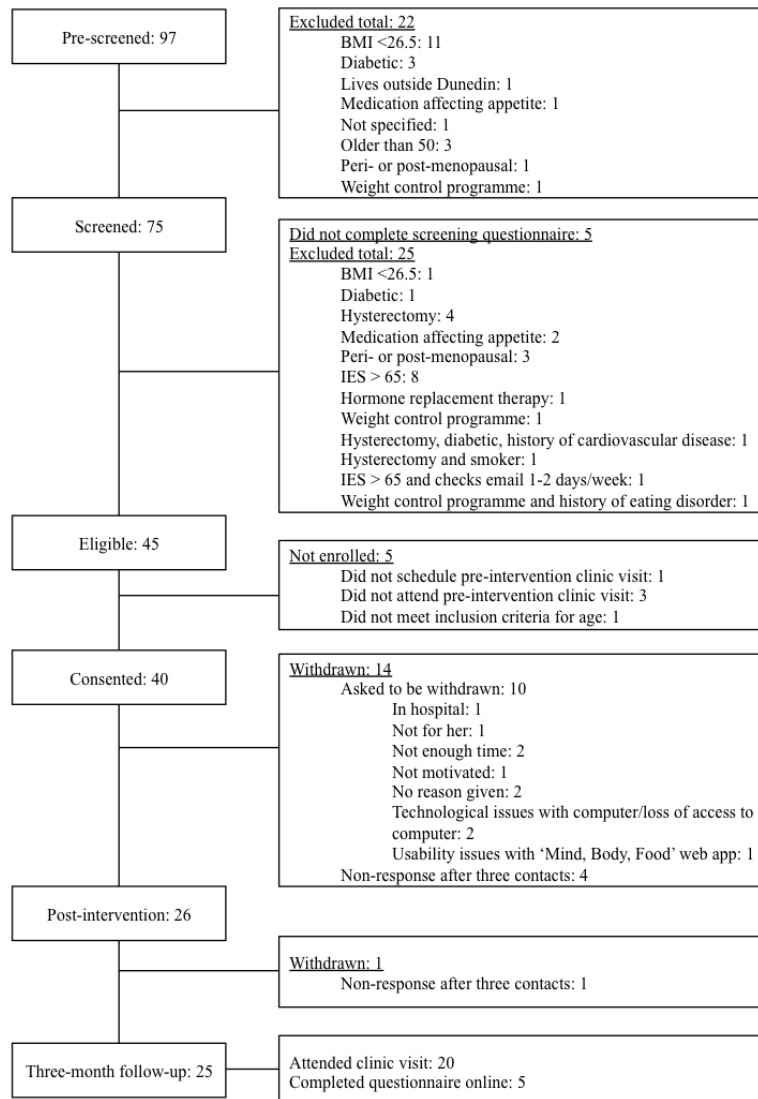 Pre-screened: 97
Excluded total: 22
BMI <26.5: 11
Diabetic: 3
Lives outside Dunedin: 1
Medication affecting appetite: 1
Not specified: 1
Older than 50: 3
Peri- or post-menopausal: 1
Weight control programme: 1
Screened: 75
Did not complete screening questionnaire: 5
Excluded total: 25
BMI <26.5: 1
Diabetic: 1
Hysterectomy: 4
Medication affecting appetite: 2
Peri- or post-menopausal: 3
IES > 65: 8
Hormone replacement therapy: 1
Weight control programme: 1
Hysterectomy, diabetic, history of cardiovascular disease: 1
Hysterectomy and smoker: 1
IES > 65 and checks email 1-2 days/week: 1
Weight control programme and history of eating disorder: 1
Eligible: 45
Not enrolled: 5
Did not schedule pre-intervention clinic visit: 1
Did not attend pre-intervention clinic visit: 3
Did not meet inclusion criteria for age: 1
Consented: 40
Withdrawn: 14
Asked to be withdrawn: 10
In hospital: 1
Not for her: 1
Not enough time: 2
Not motivated: 1
No reason given: 2
Technological issues with computer/loss of access to
computer: 2
Usability issues with ‘Mind, Body, Food’ web app: 1
Non-response after three contacts: 4
Post-intervention: 26
Withdrawn: 1
Non-response after three contacts: 1
Three-month follow-up: 25
Attended clinic visit: 20
Completed questionnaire online: 5